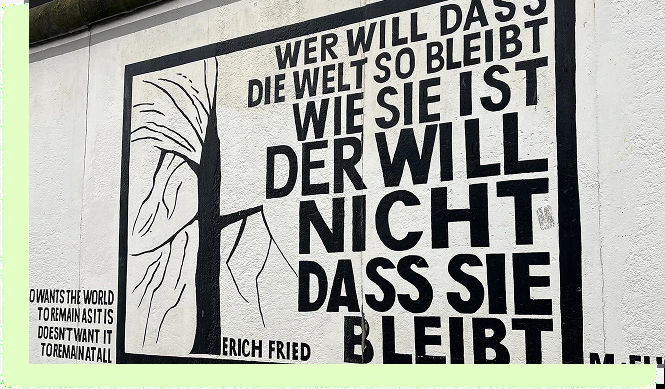 WER WILL DASS
DIE WELT SO BLEIBT
WIE SIE IST
DER WILL
NICHT
DASS SIE
BLEIBT
ERICH FRIED
O WANTS THE WORLD
TO REMAIN AS IT IS
DOESN'T WANT IT
TO REMAIN AT ALL